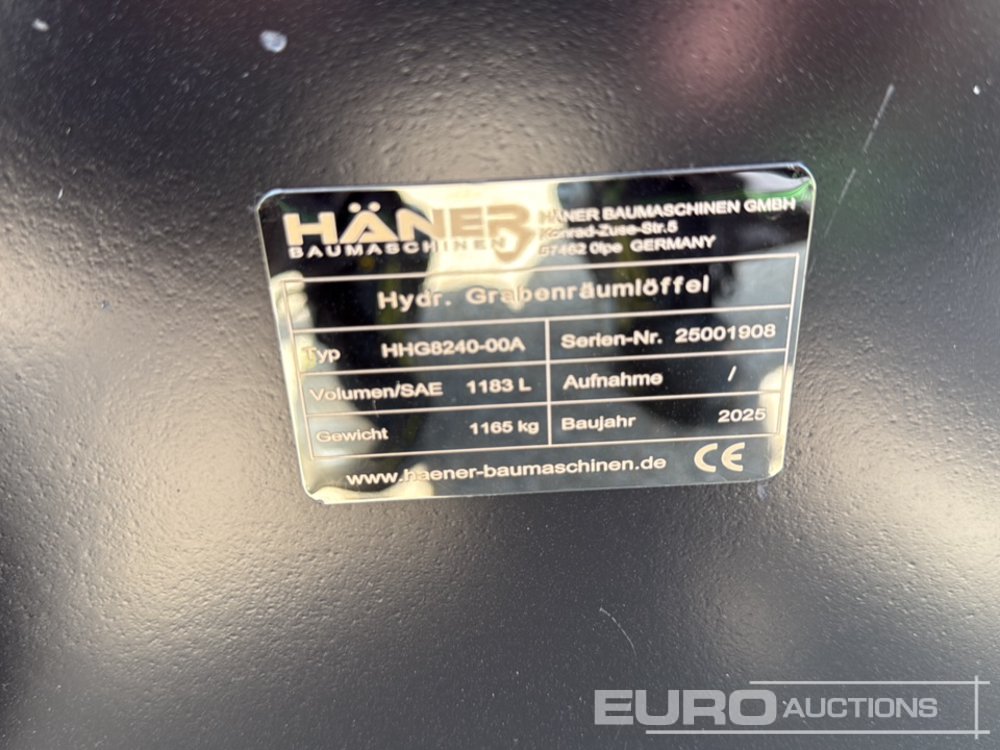 HÄNER
BAUMASCHINEN
HÄNER BAUMASCHINEN GMBH
Konrad-Zuse-Str.5
57462 Olpe GERMANY
Hydr. Grabenräumlöffel
Typ HHG8240-00A Serien-Nr. 25001908
Volumen/SAE 1183 L Aufnahme /
Gewicht 1165 kg Baujahr 2025
www.haener-baumaschinen.de CE
EURO AUCTIONS